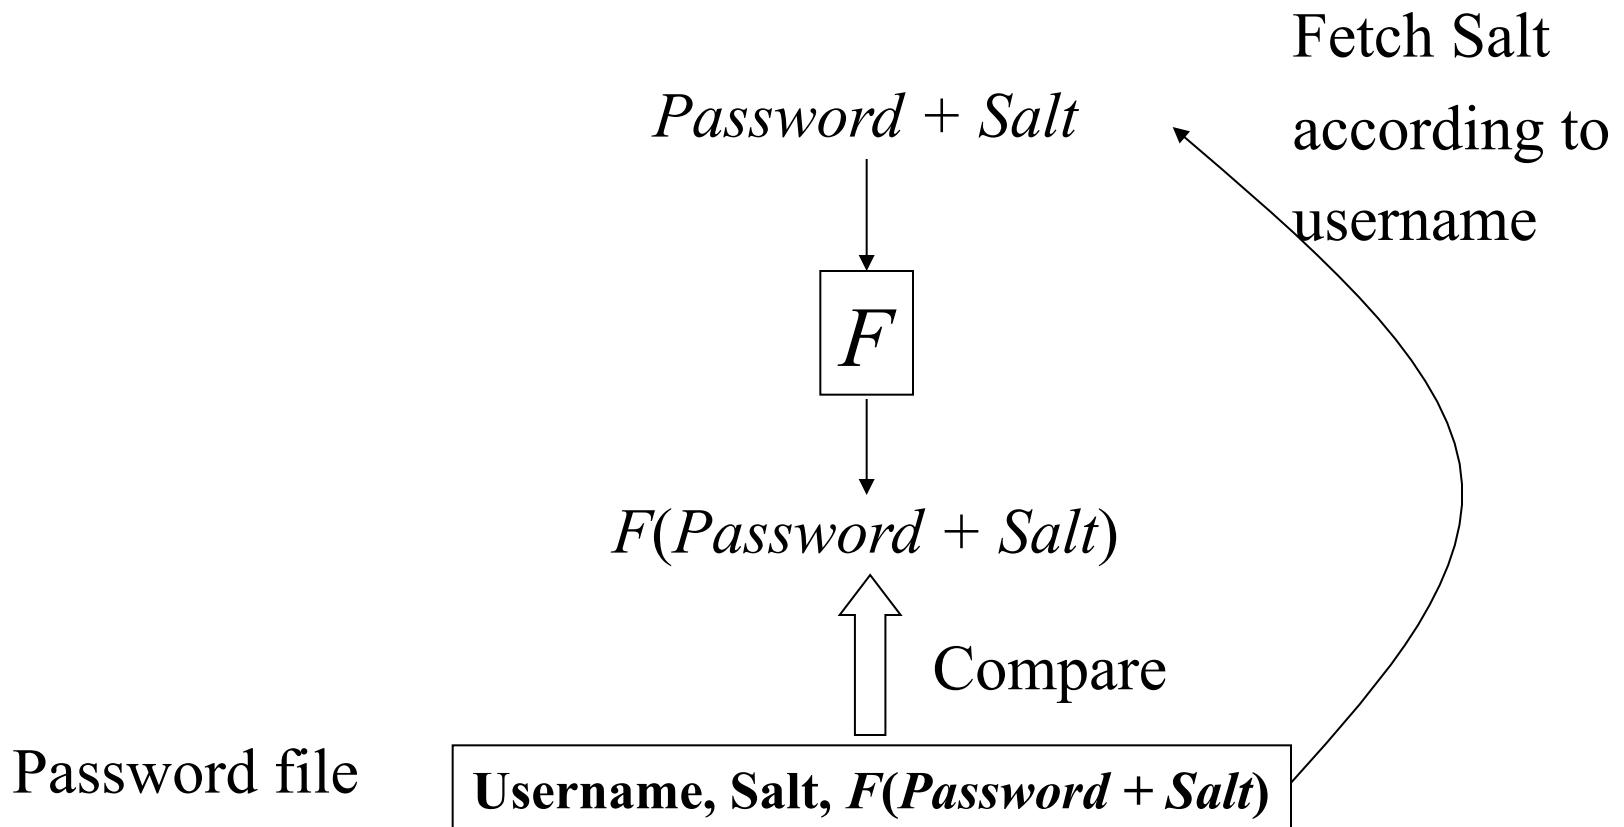 Fetch Salt
according to
username
Password + Salt
F
F(Password + Salt)
Compare
Password file
Username, Salt, F(Password + Salt)